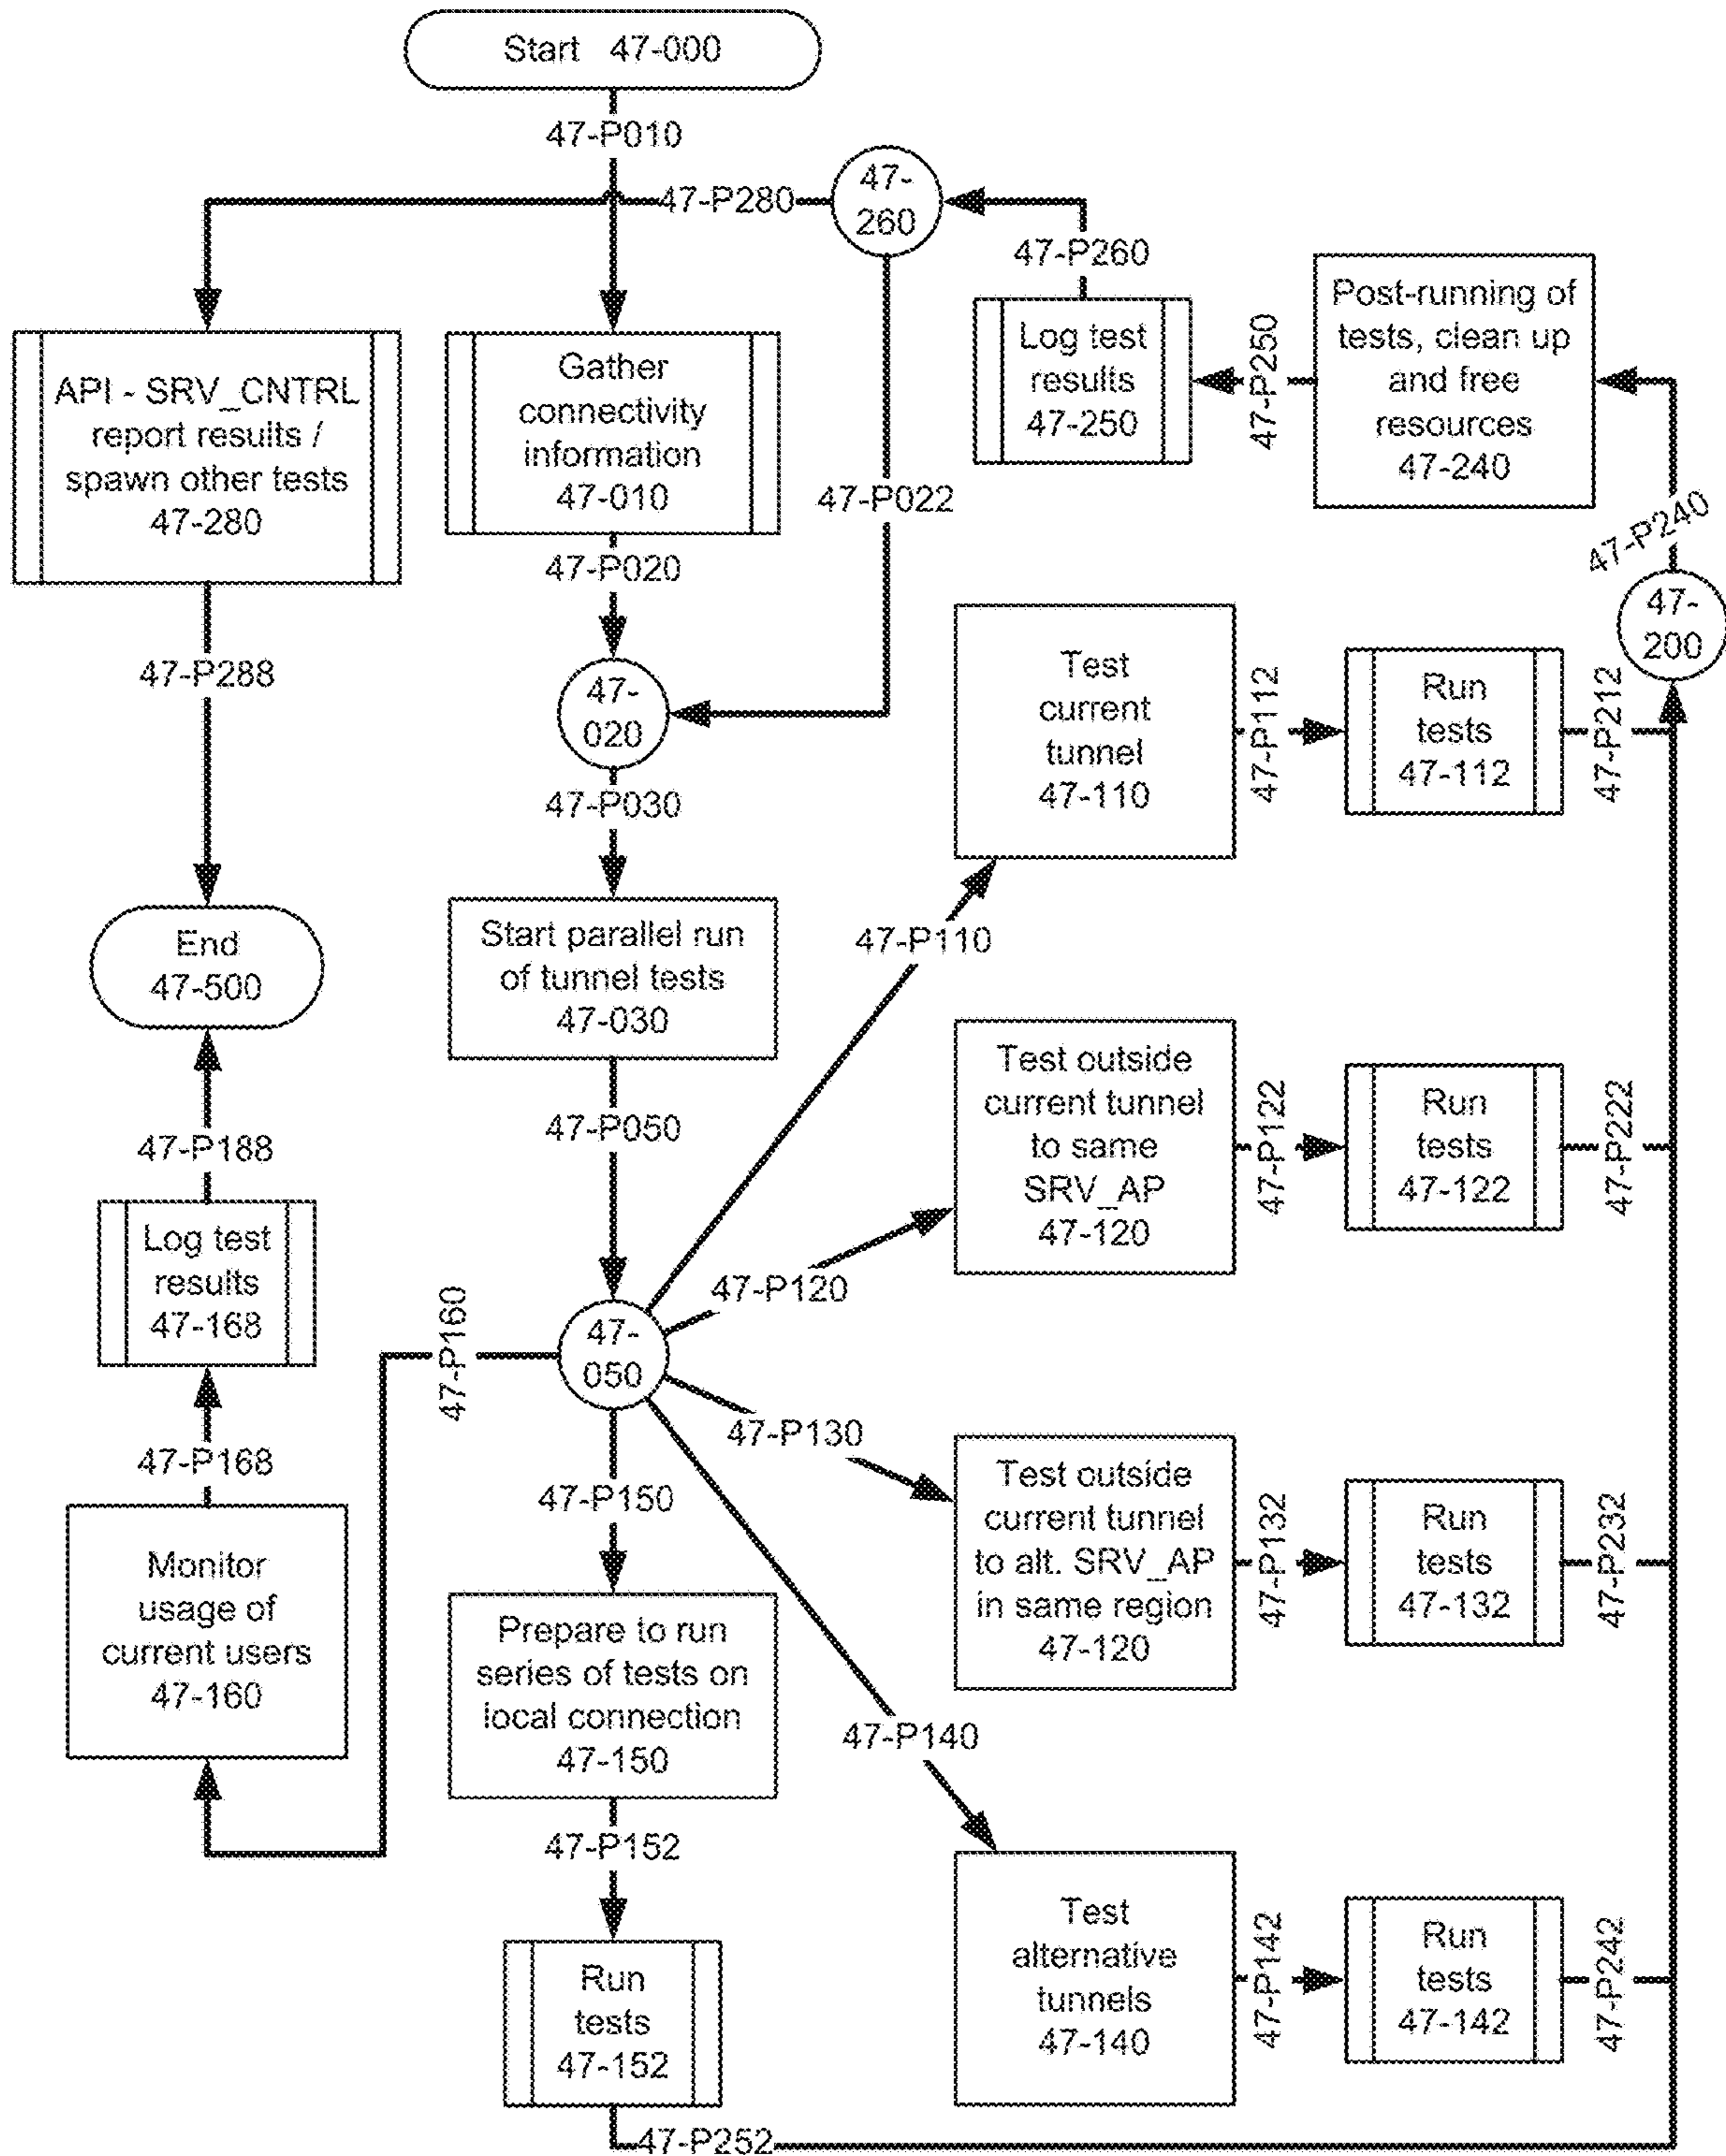 Start 47-000
47-P010
47-P280
47-
260
47-P260
API - SRV_CNTRL
report results /
spawn other tests
47-280
Gather
connectivity
information
47-010
47-P022
Log test
results
47-250
47-P250
Post-running of
tests, clean up
and free
resources
47-240
47-P240
47-
200
47-P020
47-
020
47-P288
47-P030
Test
current
tunnel
47-110
47-P112
Run
tests
47-112
47-P212
End
47-500
Start parallel run
of tunnel tests
47-030
47-P110
47-P050
47-P188
Test outside
current tunnel
to same
SRV_AP
47-120
47-P122
Run
tests
47-122
47-P222
Log test
results
47-168
47-P120
47-P160
47-
050
47-P130
47-P168
47-P150
Test outside
current tunnel
to alt. SRV_AP
in same region
47-120
47-P132
Run
tests
47-132
47-P232
Monitor
usage of
current users
47-160
Prepare to run
series of tests on
local connection
47-150
47-P140
47-P152
Run
tests
47-152
Test
alternative
tunnels
47-140
47-P142
Run
tests
47-142
47-P242
47-P252